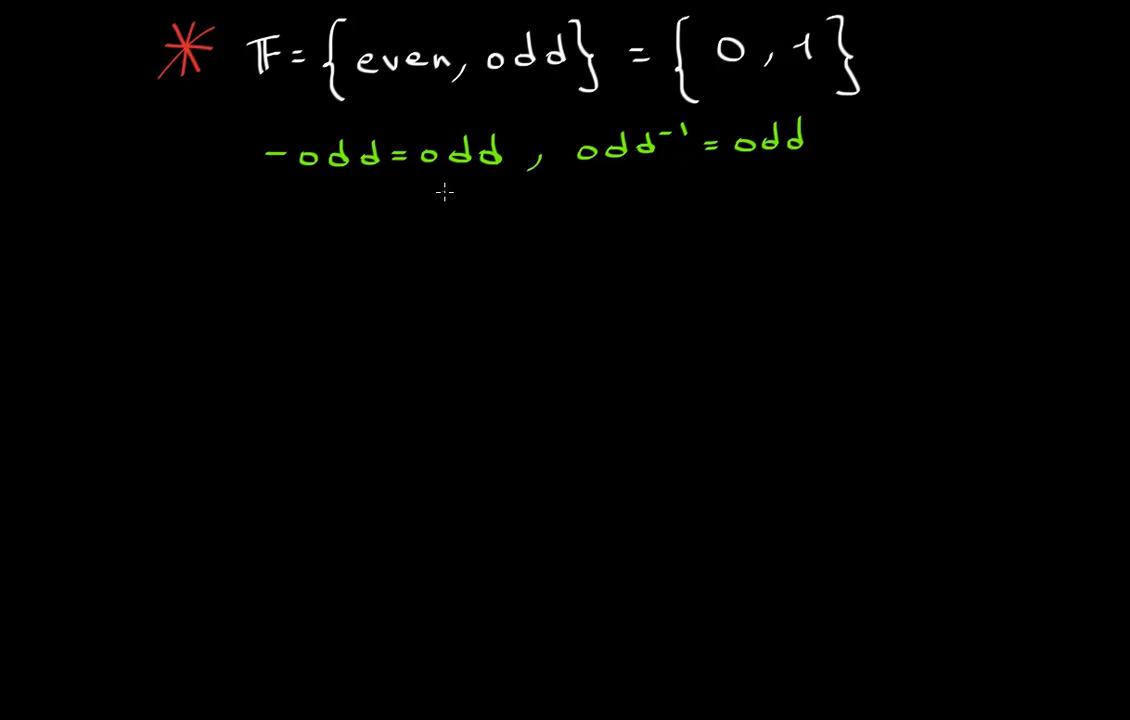 * 𝔽 = {even, odd} = {0, 1}
-odd = odd, odd⁻¹ = odd